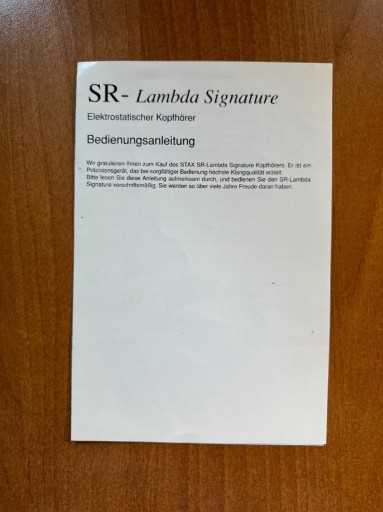 SR- Lambda Signature
Elektrostatischer Kopfhörer
Bedienungsanleitung
Wir gratulieren Ihnen zum Kauf des STAX SR-Lambda Signature Kopfhörers. Er ist ein
Präzisionsgerät, das bei sorgfältiger Bedienung höchste Klangqualität erzielt.
Bitte lesen Sie diese Anleitung aufmerksam durch, und bedienen Sie den SR-Lambda
Signature vorschriftsmäßig. Sie werden so über viele Jahre Freude daran haben.